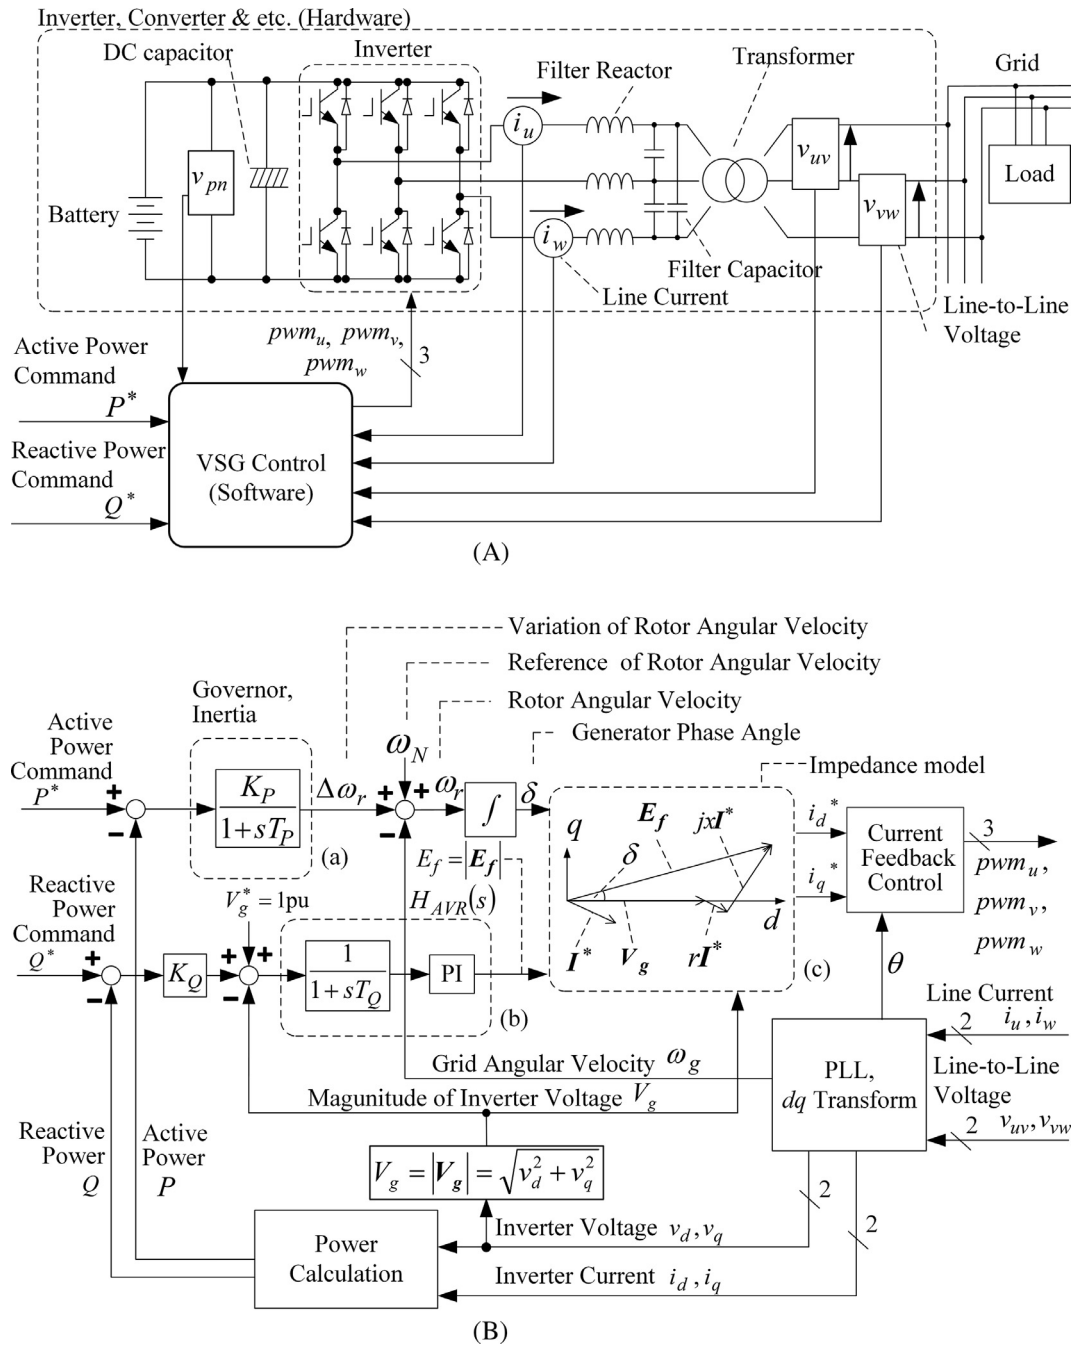 Inverter, Converter & etc. (Hardware)
DC capacitor
Inverter
Filter Reactor
Transformer
Grid
v_pn
i_u
v_uv
Load
Battery
i_w
v_vw
Filter Capacitor
Line Current
Line-to-Line
Voltage
pwm_u, pwm_v,
pwm_w
3
Active Power
Command
P*
Reactive Power
Command
Q*
VSG Control
(Software)
(A)
Variation of Rotor Angular Velocity
Reference of Rotor Angular Velocity
Rotor Angular Velocity
Generator Phase Angle
Governor,
Inertia
Active
Power
Command
P*
+
−
K_P
1+sT_P
(a)
Δω_r
ω_N
+
+
−
ω_r
∫
δ
Impedance model
q
E_f
jxI*
δ
d
I*
V_g
rI*
(c)
i_d*
i_q*
Current
Feedback
Control
3
pwm_u,
pwm_v,
pwm_w
θ
E_f = |E_f|
H_AVR(s)
Reactive
Power
Command
Q*
+
−
K_Q
V_g* = 1pu
+
+
−
1
1+sT_Q
PI
(b)
Line Current
2
i_u, i_w
Line-to-Line
Voltage
2
v_uv, v_vw
PLL,
dq Transform
Grid Angular Velocity ω_g
Magunitude of Inverter Voltage V_g
Reactive
Power
Q
Active
Power
P
V_g = |V_g| = √(v_d² + v_q²)
2
2
Power
Calculation
Inverter Voltage v_d, v_q
Inverter Current i_d, i_q
(B)